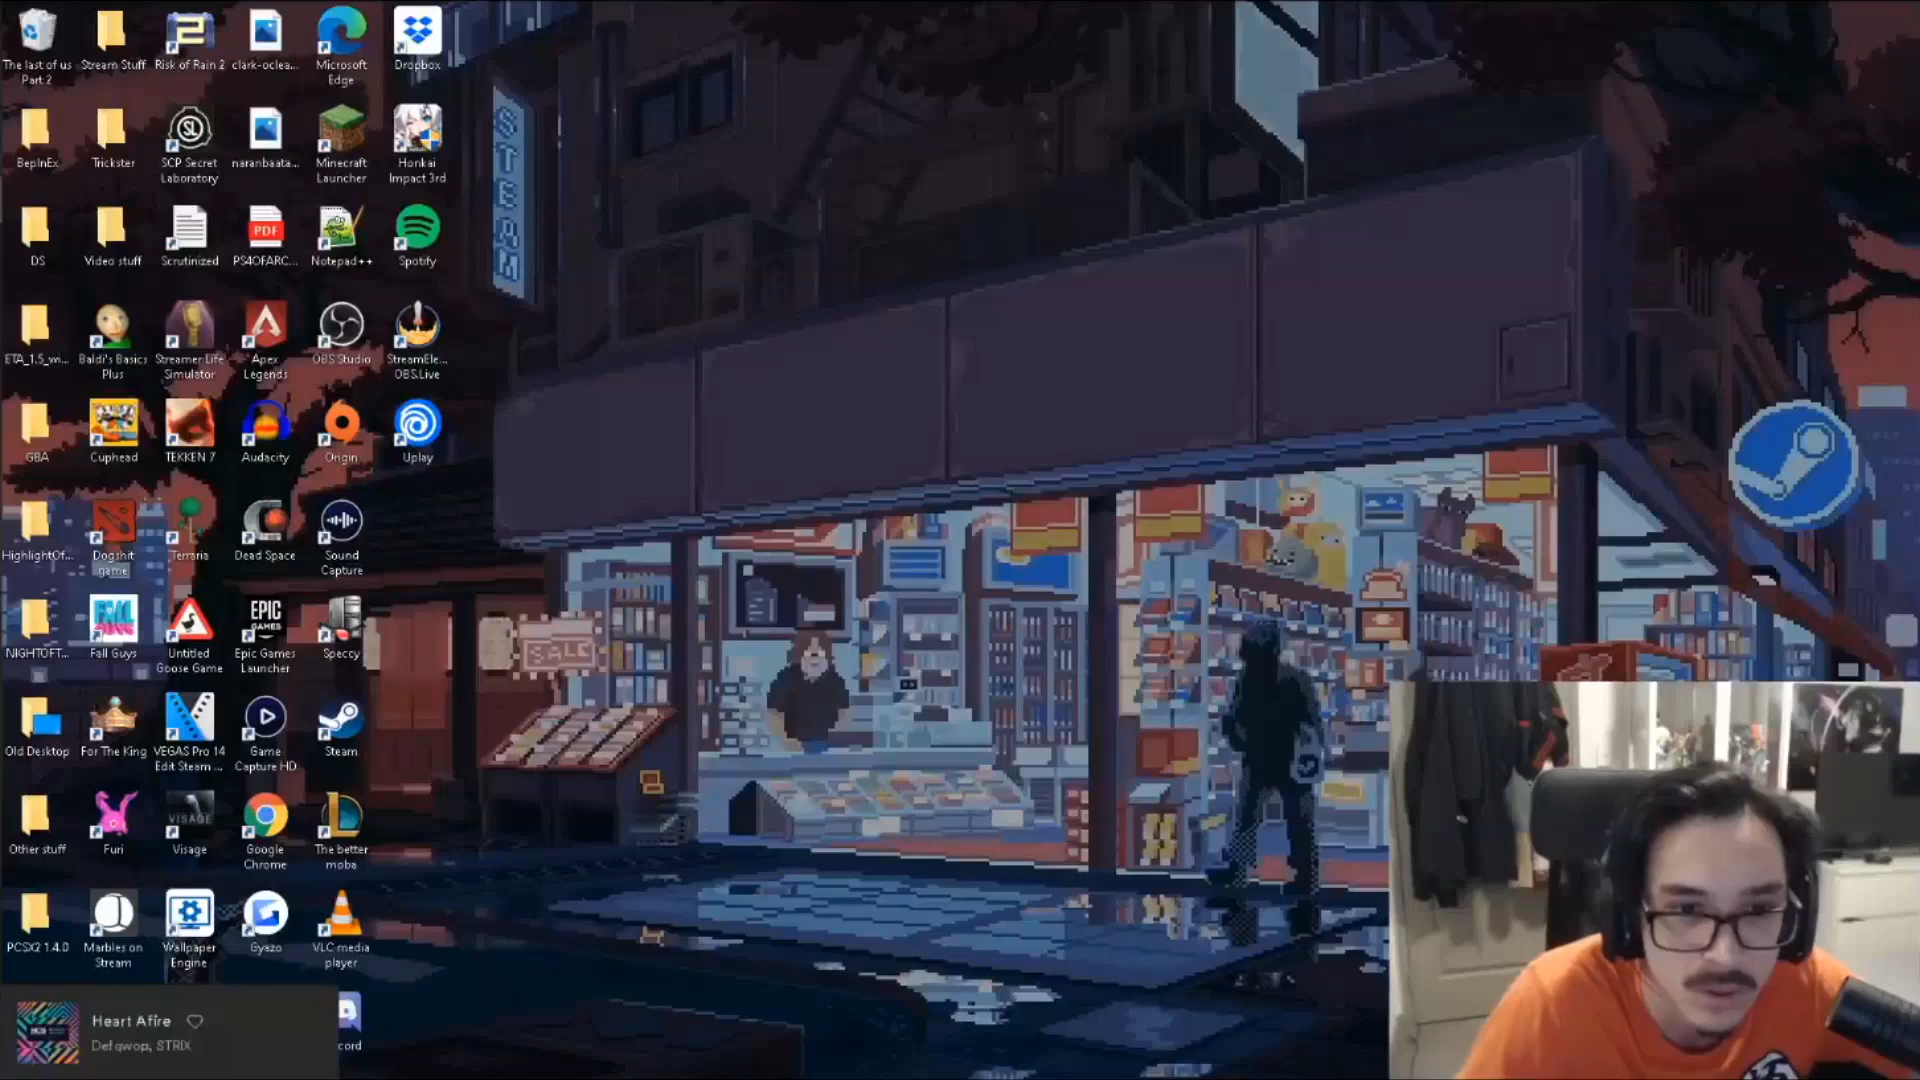 The last of us
Part 2
Stream Stuff
Risk of Rain 2
clark-oclea...
Microsoft
Edge
Dropbox
BepInEx
Trickster
SCP Secret
Laboratory
naranbaata...
Minecraft
Launcher
Honkai
Impact 3rd
DS
Video stuff
Scrutinized
PDF
PS4OFARC...
Notepad++
Spotify
ETA_1.5_wi...
Baldi's Basics
Plus
Streamer Life
Simulator
Apex
Legends
OBS Studio
StreamEle...
OBS.Live
GBA
Cuphead
TEKKEN 7
Audacity
Origin
Uplay
HighlightOf...
Dogshit
game
Terraria
Dead Space
Sound
Capture
NIGHTOFT...
FALL
Fall Guys
Untitled
Goose Game
EPIC
GAMES
Epic Games
Launcher
Speccy
Old Desktop
For The King
VEGAS Pro 14
Edit Steam ...
Game
Capture HD
Steam
Other stuff
Furi
VISAGE
Visage
Google
Chrome
The better
moba
PCSX2 1.4.0
Marbles on
Stream
Wallpaper
Engine
Gyazo
VLC media
player
cord
Heart Afire
Defqwop, STRIX
STEAM
SALE